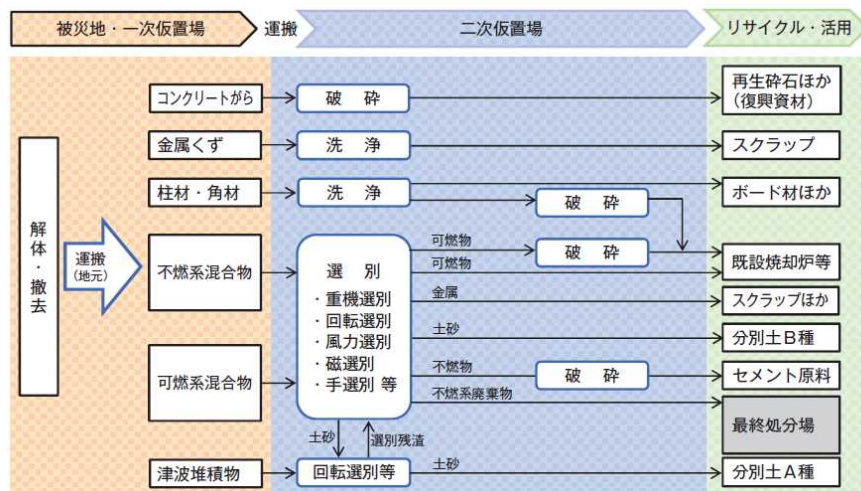 被災地・一次仮置場
運搬
二次仮置場
リサイクル・活用
解体・撤去
運搬
(地元)
コンクリートがら
破 砕
再生砕石ほか
(復興資材)
金属くず
洗 浄
スクラップ
柱材・角材
洗 浄
ボード材ほか
破 砕
不燃系混合物
可燃系混合物
選 別
・重機選別
・回転選別
・風力選別
・磁選別
・手選別 等
可燃物
破 砕
可燃物
既設焼却炉等
金属
スクラップほか
土砂
分別土B種
不燃物
破 砕
セメント原料
不燃系廃棄物
最終処分場
土砂
選別残渣
津波堆積物
回転選別等
土砂
分別土A種